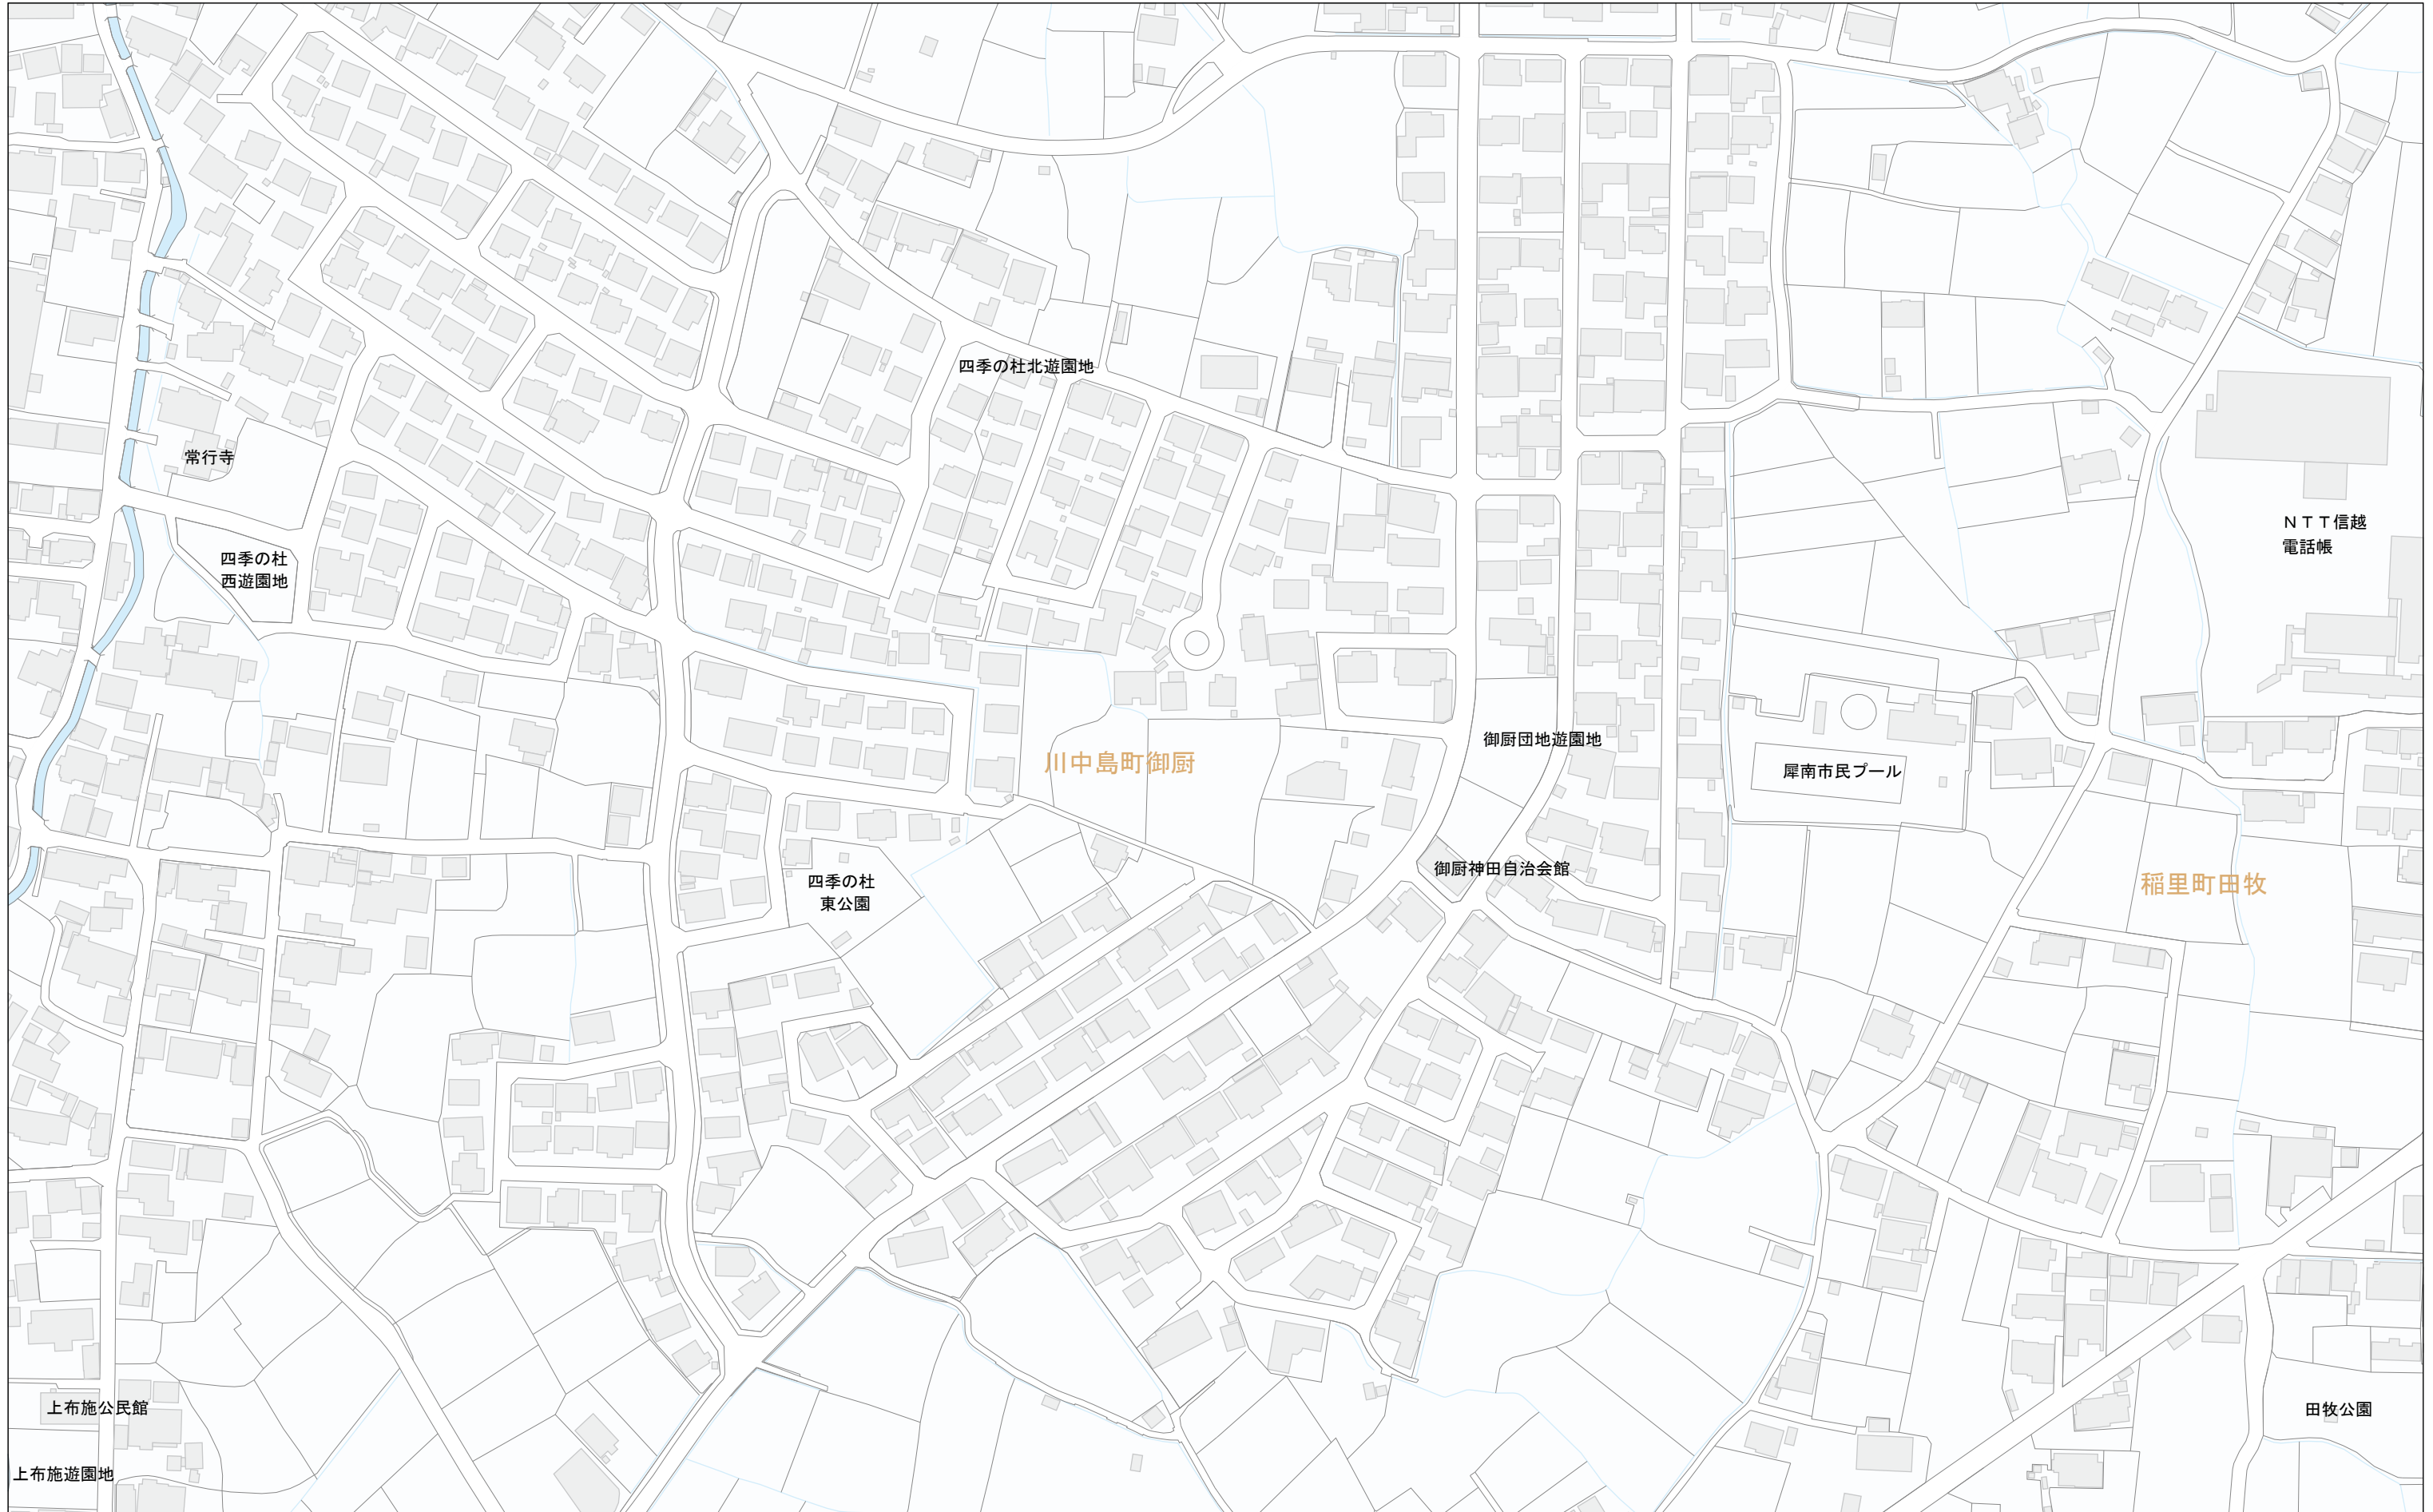 四季の杜北遊園地
常行寺
ＮＴＴ信越
電話帳
四季の杜
西遊園地
御厨団地遊園地
川中島町御厨
犀南市民プール
御厨神田自治会館
四季の杜
東公園
稲里町田牧
上布施公民館
田牧公園
上布施遊園地